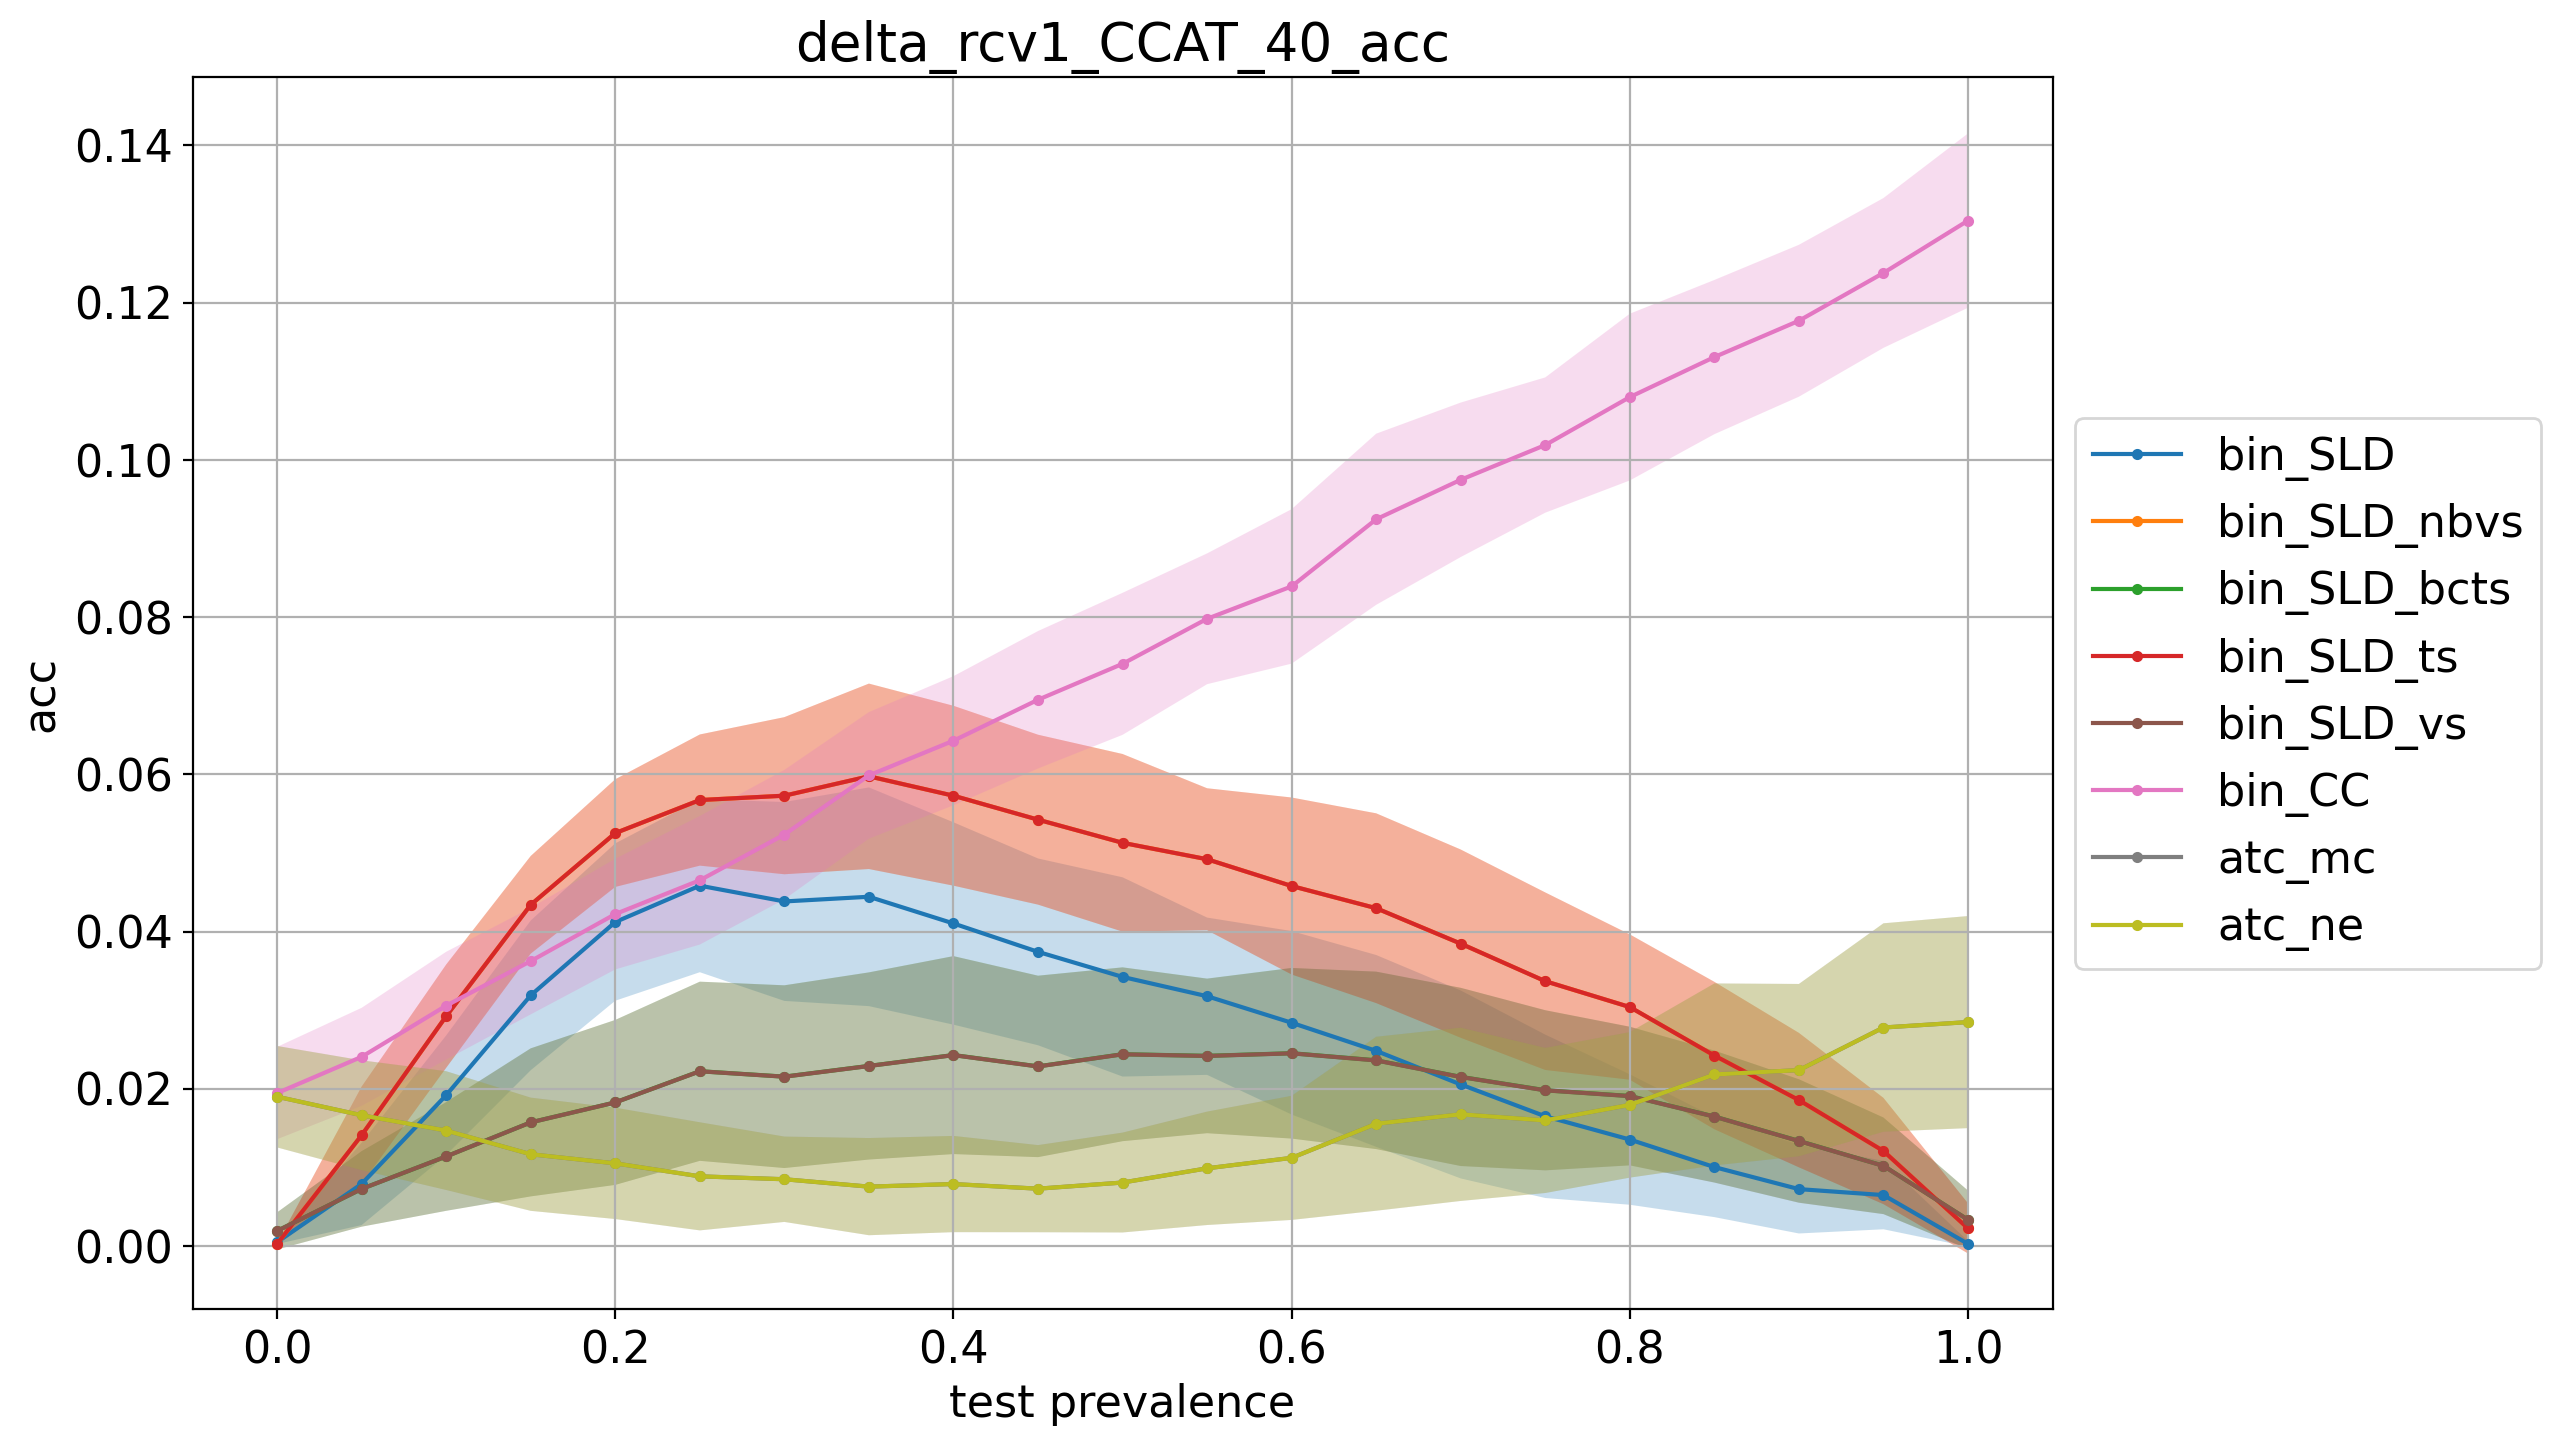 delta_rcv1_CCAT_40_acc
0.14
0.12
0.10
0.08
0.06
0.04
0.02
0.00
acc
0.0 0.2 0.4 0.6 0.8 1.0
test prevalence
bin_SLD
bin_SLD_nbvs
bin_SLD_bcts
bin_SLD_ts
bin_SLD_vs
bin_CC
atc_mc
atc_ne